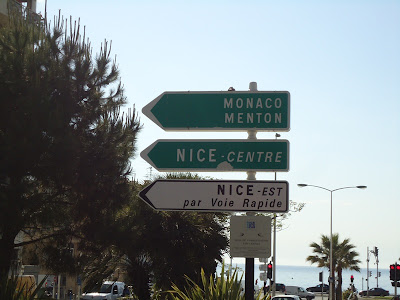 MONACO
MENTON
NICE-CENTRE
NICE-EST
par Voie Rapide